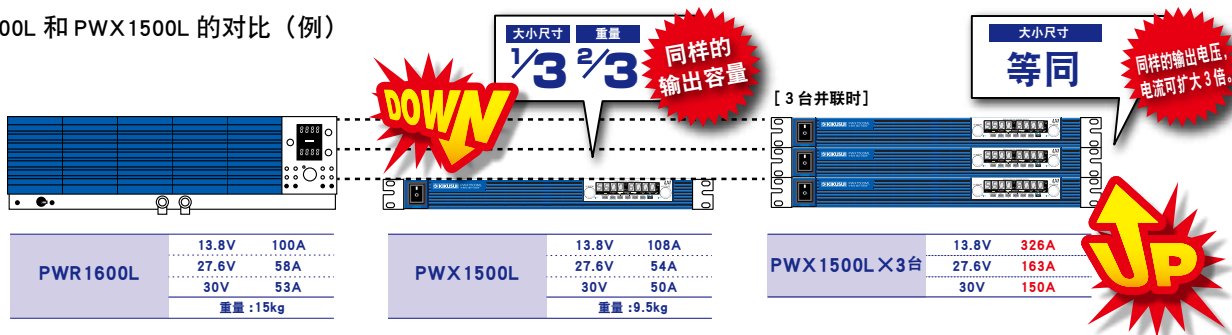 00L 和 PWX1500L 的对比（例）
大小尺寸 重量
1/3 2/3
同样的
输出容量
DOWN
大小尺寸
等同
同样的输出电压，
电流可扩大 3 倍。
[ 3 台并联时]
KIKUSUI
KIKUSUI
KIKUSUI
KIKUSUI
PWR1600L
13.8V 100A
27.6V 58A
30V 53A
重量 :15kg
PWX1500L
13.8V 108A
27.6V 54A
30V 50A
重量 :9.5kg
PWX1500L×3台
13.8V 326A
27.6V 163A
30V 150A
UP